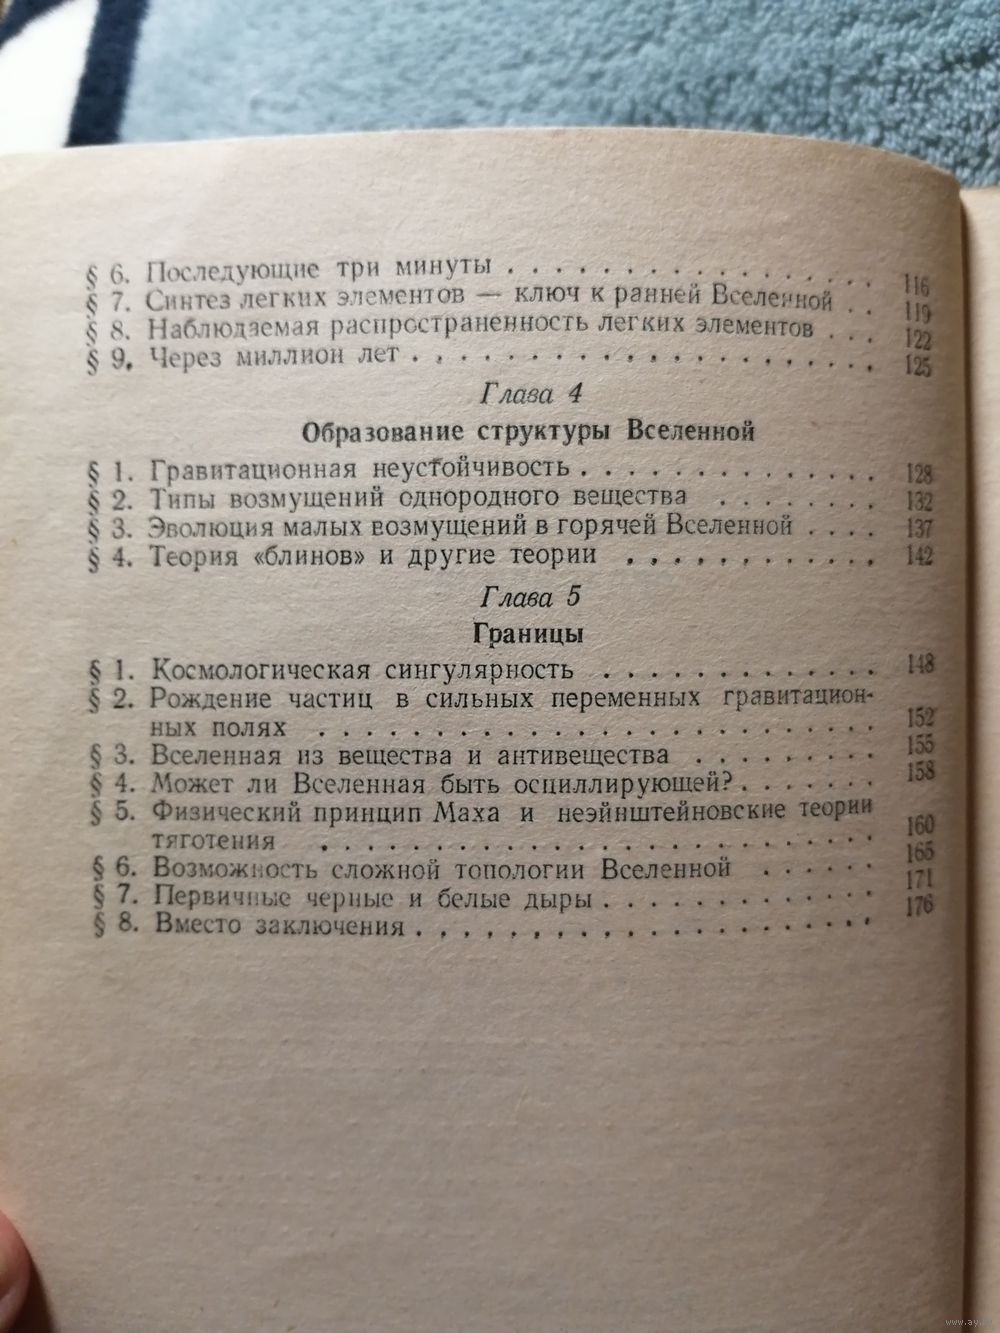 § 6. Последующие три минуты . . . . . . . . . . . . . . . . 116
§ 7. Синтез легких элементов — ключ к ранней Вселенной . . 119
§ 8. Наблюдаемая распространенность легких элементов . . . 122
§ 9. Через миллион лет . . . . . . . . . . . . . . . . . . . . 125
Глава 4
Образование структуры Вселенной
§ 1. Гравитационная неустойчивость . . . . . . . . . . . . . 128
§ 2. Типы возмущений однородного вещества . . . . . . . . 132
§ 3. Эволюция малых возмущений в горячей Вселенной . . . . 137
§ 4. Теория «блинов» и другие теории . . . . . . . . . . . 142
Глава 5
Границы
§ 1. Космологическая сингулярность . . . . . . . . . . . . 148
§ 2. Рождение частиц в сильных переменных гравитацион-
ных полях . . . . . . . . . . . . . . . . . . . . . . . . 152
§ 3. Вселенная из вещества и антивещества . . . . . . . . . 155
§ 4. Может ли Вселенная быть осциллирующей? . . . . . . . 158
§ 5. Физический принцип Маха и неэйнштейновские теории
тяготения . . . . . . . . . . . . . . . . . . . . . . . . 160
§ 6. Возможность сложной топологии Вселенной . . . . . . 165
§ 7. Первичные черные и белые дыры . . . . . . . . . . . . 171
§ 8. Вместо заключения . . . . . . . . . . . . . . . . . . . . 176